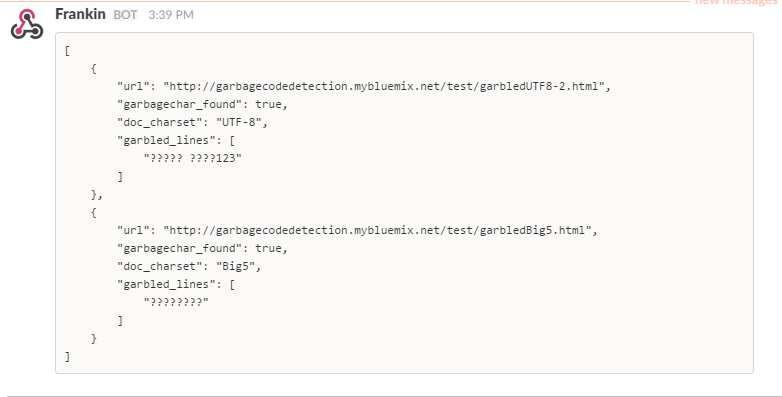 new messages
Frankin BOT 3:39 PM
[
{
"url": "http://garbagecodedetection.mybluemix.net/test/garbledUTF8-2.html",
"garbagechar_found": true,
"doc_charset": "UTF-8",
"garbled_lines": [
"????? ????123"
]
},
{
"url": "http://garbagecodedetection.mybluemix.net/test/garbledBig5.html",
"garbagechar_found": true,
"doc_charset": "Big5",
"garbled_lines": [
"????????"
]
}
]